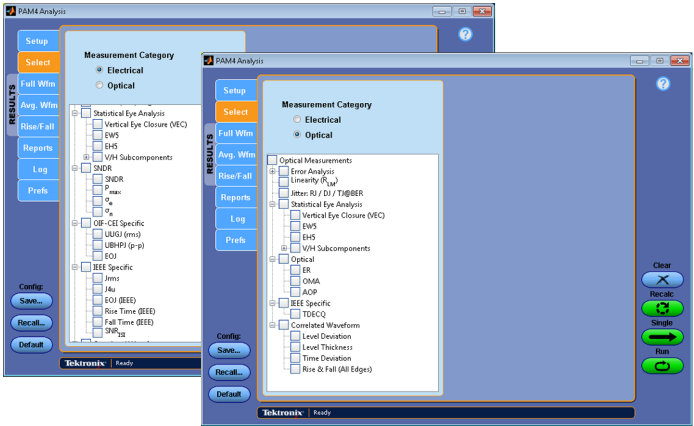 PAM4 Analysis
Setup
Select
Full Wfm
Avg. Wfm
Rise/Fall
Reports
Log
Prefs
RESULTS
Measurement Category
Electrical
Optical
Statistical Eye Analysis
Vertical Eye Closure (VEC)
EW5
EH5
V/H Subcomponents
SNDR
SNDR
Pmax
σe
σn
OIF-CEI Specific
UUGJ (rms)
UBHPJ (p-p)
EOJ
IEEE Specific
Jrms
J4u
EOJ (IEEE)
Rise Time (IEEE)
Fall Time (IEEE)
SNRISI
Config:
Save...
Recall...
Default
Tektronix
Ready
?
PAM4 Analysis
Setup
Select
Full Wfm
Avg. Wfm
Rise/Fall
Reports
Log
Prefs
RESULTS
Measurement Category
Electrical
Optical
Optical Measurements
Error Analysis
Linearity (RLM)
Jitter: RJ / DJ / TJ@BER
Statistical Eye Analysis
Vertical Eye Closure (VEC)
EW5
EH5
V/H Subcomponents
Optical
ER
OMA
AOP
IEEE Specific
TDECQ
Correlated Waveform
Level Deviation
Level Thickness
Time Deviation
Rise & Fall (All Edges)
?
Clear
Recalc
Single
Run
Config:
Save...
Recall...
Default
Tektronix
Ready